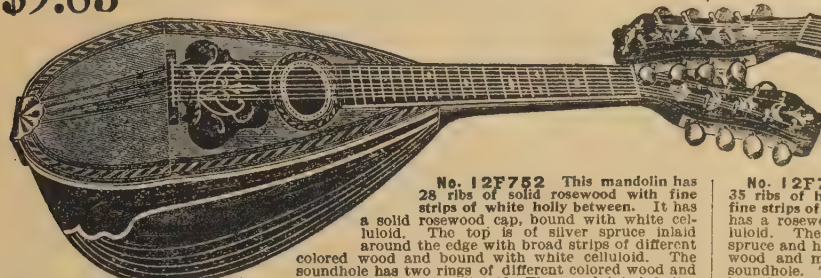 $9.85
No. 12F752 This mandolin has
28 ribs of solid rosewood with fine
strips of white holly between. It has
a solid rosewood cap, bound with white cel-
luloid. The top is of silver spruce inlaid
around the edge with broad strips of different
colored wood and bound with white celluloid. The
soundhole has two rings of different colored wood and
No. 12F7
35 ribs of h
fine strips of
has a rosewo
luloid. The
spruce and h
wood and m
soundhole.